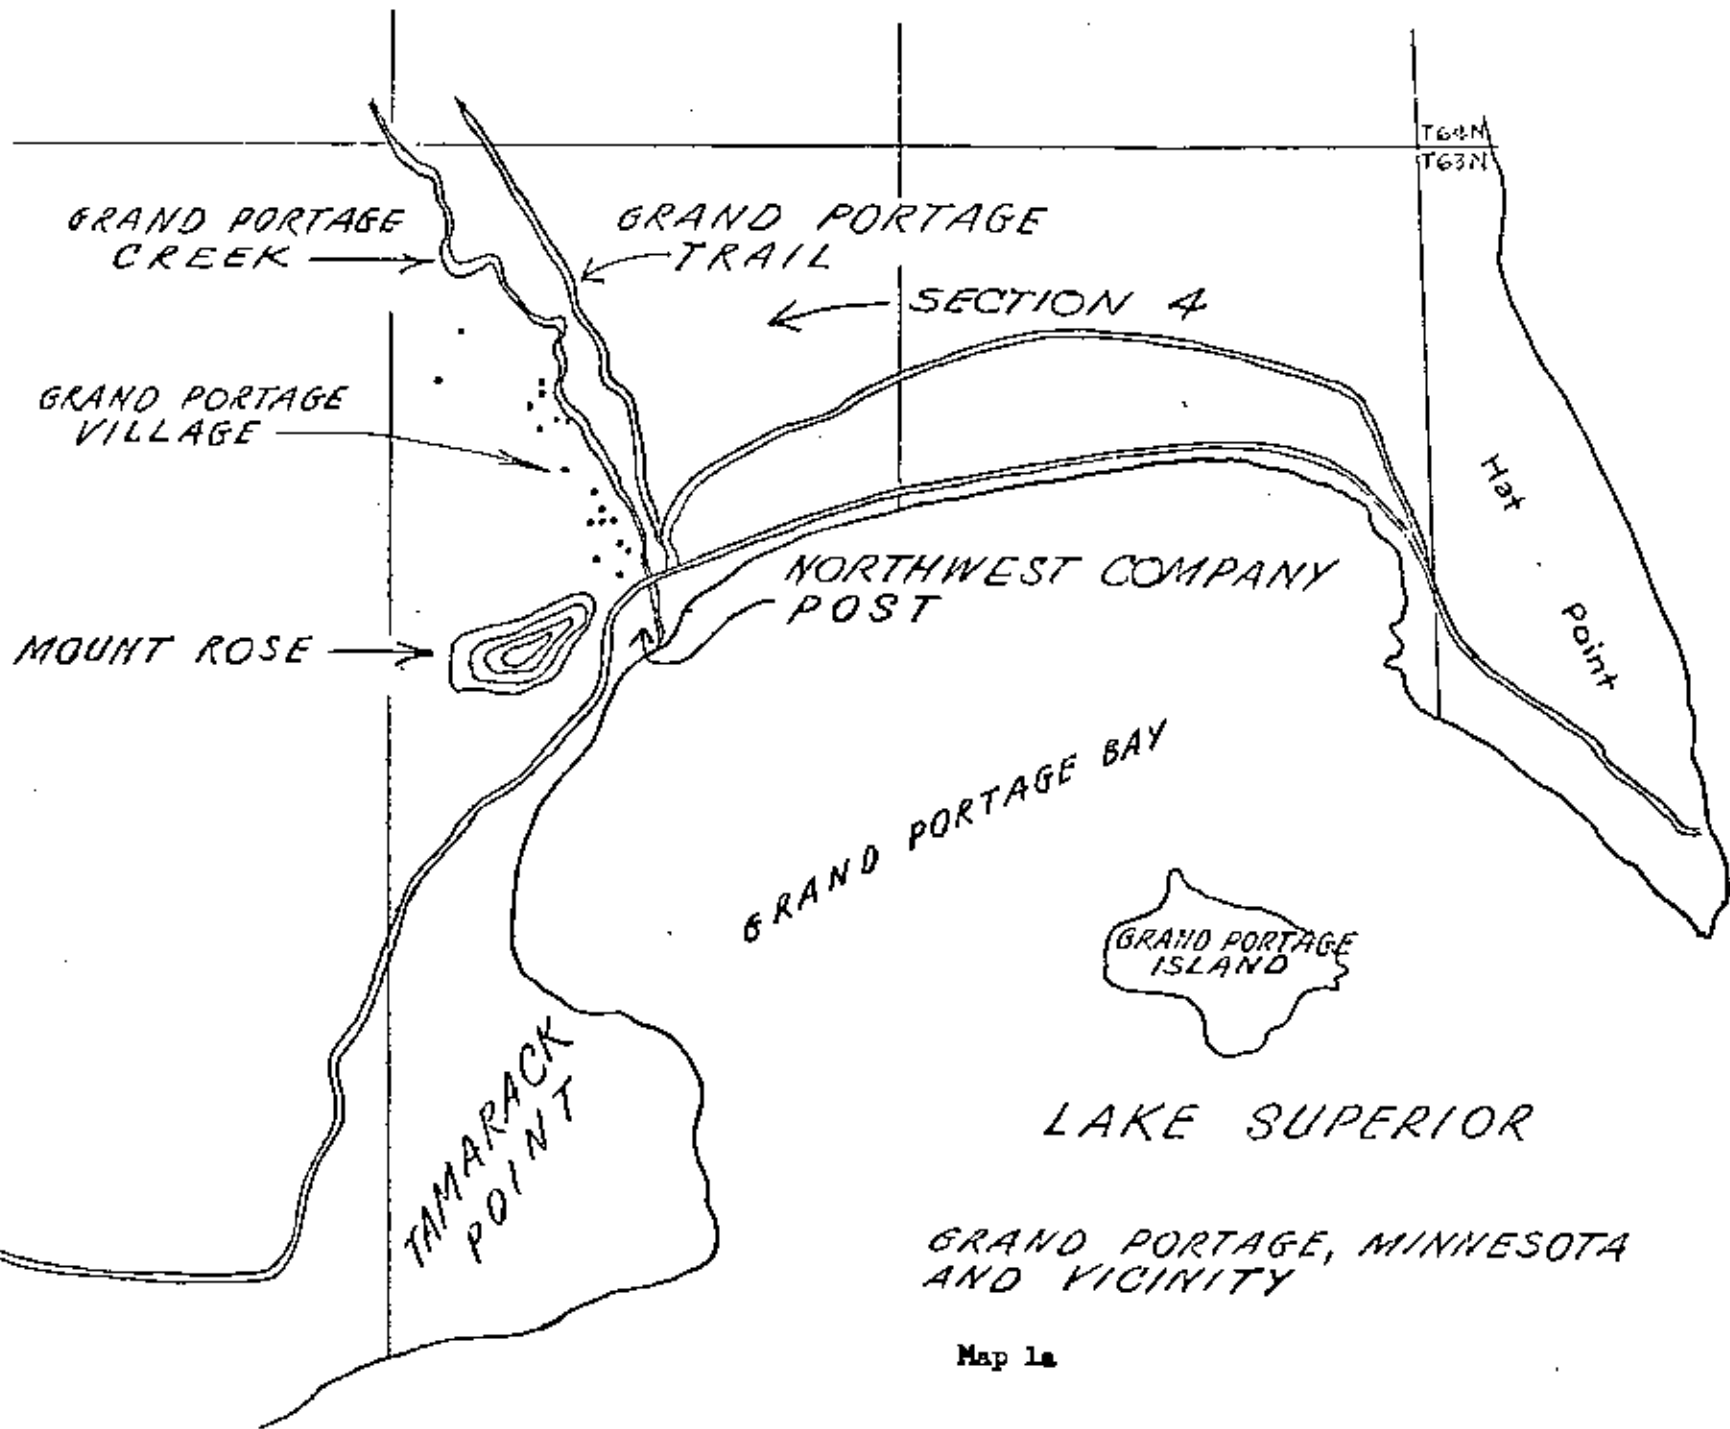 T64N
T63N
GRAND PORTAGE
CREEK
GRAND PORTAGE
TRAIL
SECTION 4
GRAND PORTAGE
VILLAGE
Hat
Point
NORTHWEST COMPANY
POST
MOUNT ROSE
GRAND PORTAGE BAY
GRAND PORTAGE
ISLAND
TAMARACK
POINT
LAKE SUPERIOR
GRAND PORTAGE, MINNESOTA
AND VICINITY
Map 1a